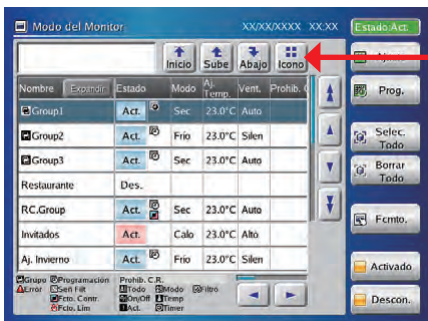 Modo del Monitor XX/XX/XXXX XX:XX Estado:Act.
Inicio Sube Abajo Icono
Nombre Expandir Estado Modo Aj. Temp. Vent. Prohib.
Group1 Act. Sec 23.0°C Auto
Group2 Act. Frío 23.0°C Silen
Group3 Act. Sec 23.0°C Auto
Restaurante Des.
R.C.Group Act. Sec 23.0°C Auto
Invitados Act. Calo 23.0°C Alto
Aj. Invierno Act. Frío 23.0°C Silen
Prog.
Selec. Todo
Borrar Todo
Fcmto.
Activado
Descon.
Grupo Programación Prohib. C.R.
Error Señ Filt Todo Modo Filtro
Fcto. Contr. On/Off Temp
Fcto. Lim Act. Timer